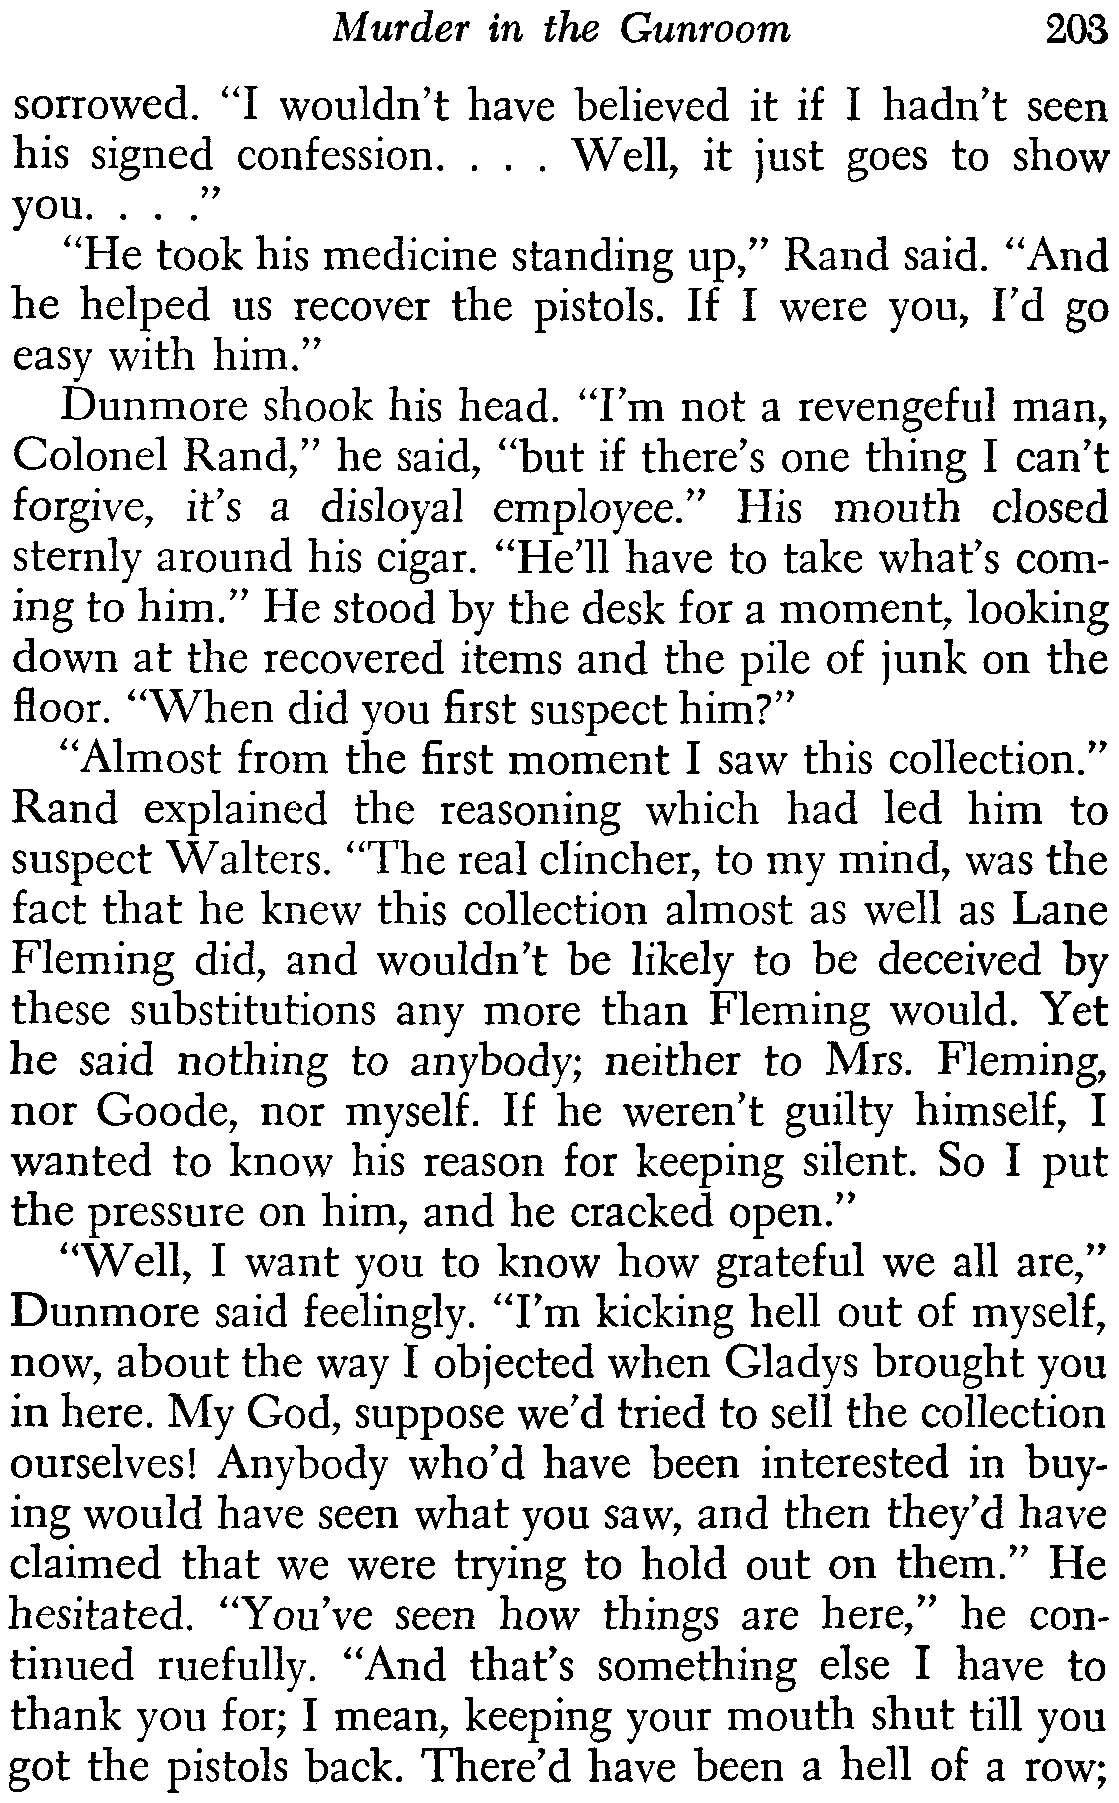 Murder in the Gunroom 203
sorrowed. "I wouldn't have believed it if I hadn't seen
his signed confession. . . . Well, it just goes to show
you. . . ."
"He took his medicine standing up," Rand said. "And
he helped us recover the pistols. If I were you, I'd go
easy with him."
Dunmore shook his head. "I'm not a revengeful man,
Colonel Rand," he said, "but if there's one thing I can't
forgive, it's a disloyal employee." His mouth closed
sternly around his cigar. "He'll have to take what's com-
ing to him." He stood by the desk for a moment, looking
down at the recovered items and the pile of junk on the
floor. "When did you first suspect him?"
"Almost from the first moment I saw this collection."
Rand explained the reasoning which had led him to
suspect Walters. "The real clincher, to my mind, was the
fact that he knew this collection almost as well as Lane
Fleming did, and wouldn't be likely to be deceived by
these substitutions any more than Fleming would. Yet
he said nothing to anybody; neither to Mrs. Fleming,
nor Goode, nor myself. If he weren't guilty himself, I
wanted to know his reason for keeping silent. So I put
the pressure on him, and he cracked open."
"Well, I want you to know how grateful we all are,"
Dunmore said feelingly. "I'm kicking hell out of myself,
now, about the way I objected when Gladys brought you
in here. My God, suppose we'd tried to sell the collection
ourselves! Anybody who'd have been interested in buy-
ing would have seen what you saw, and then they'd have
claimed that we were trying to hold out on them." He
hesitated. "You've seen how things are here," he con-
tinued ruefully. "And that's something else I have to
thank you for; I mean, keeping your mouth shut till you
got the pistols back. There'd have been a hell of a row;